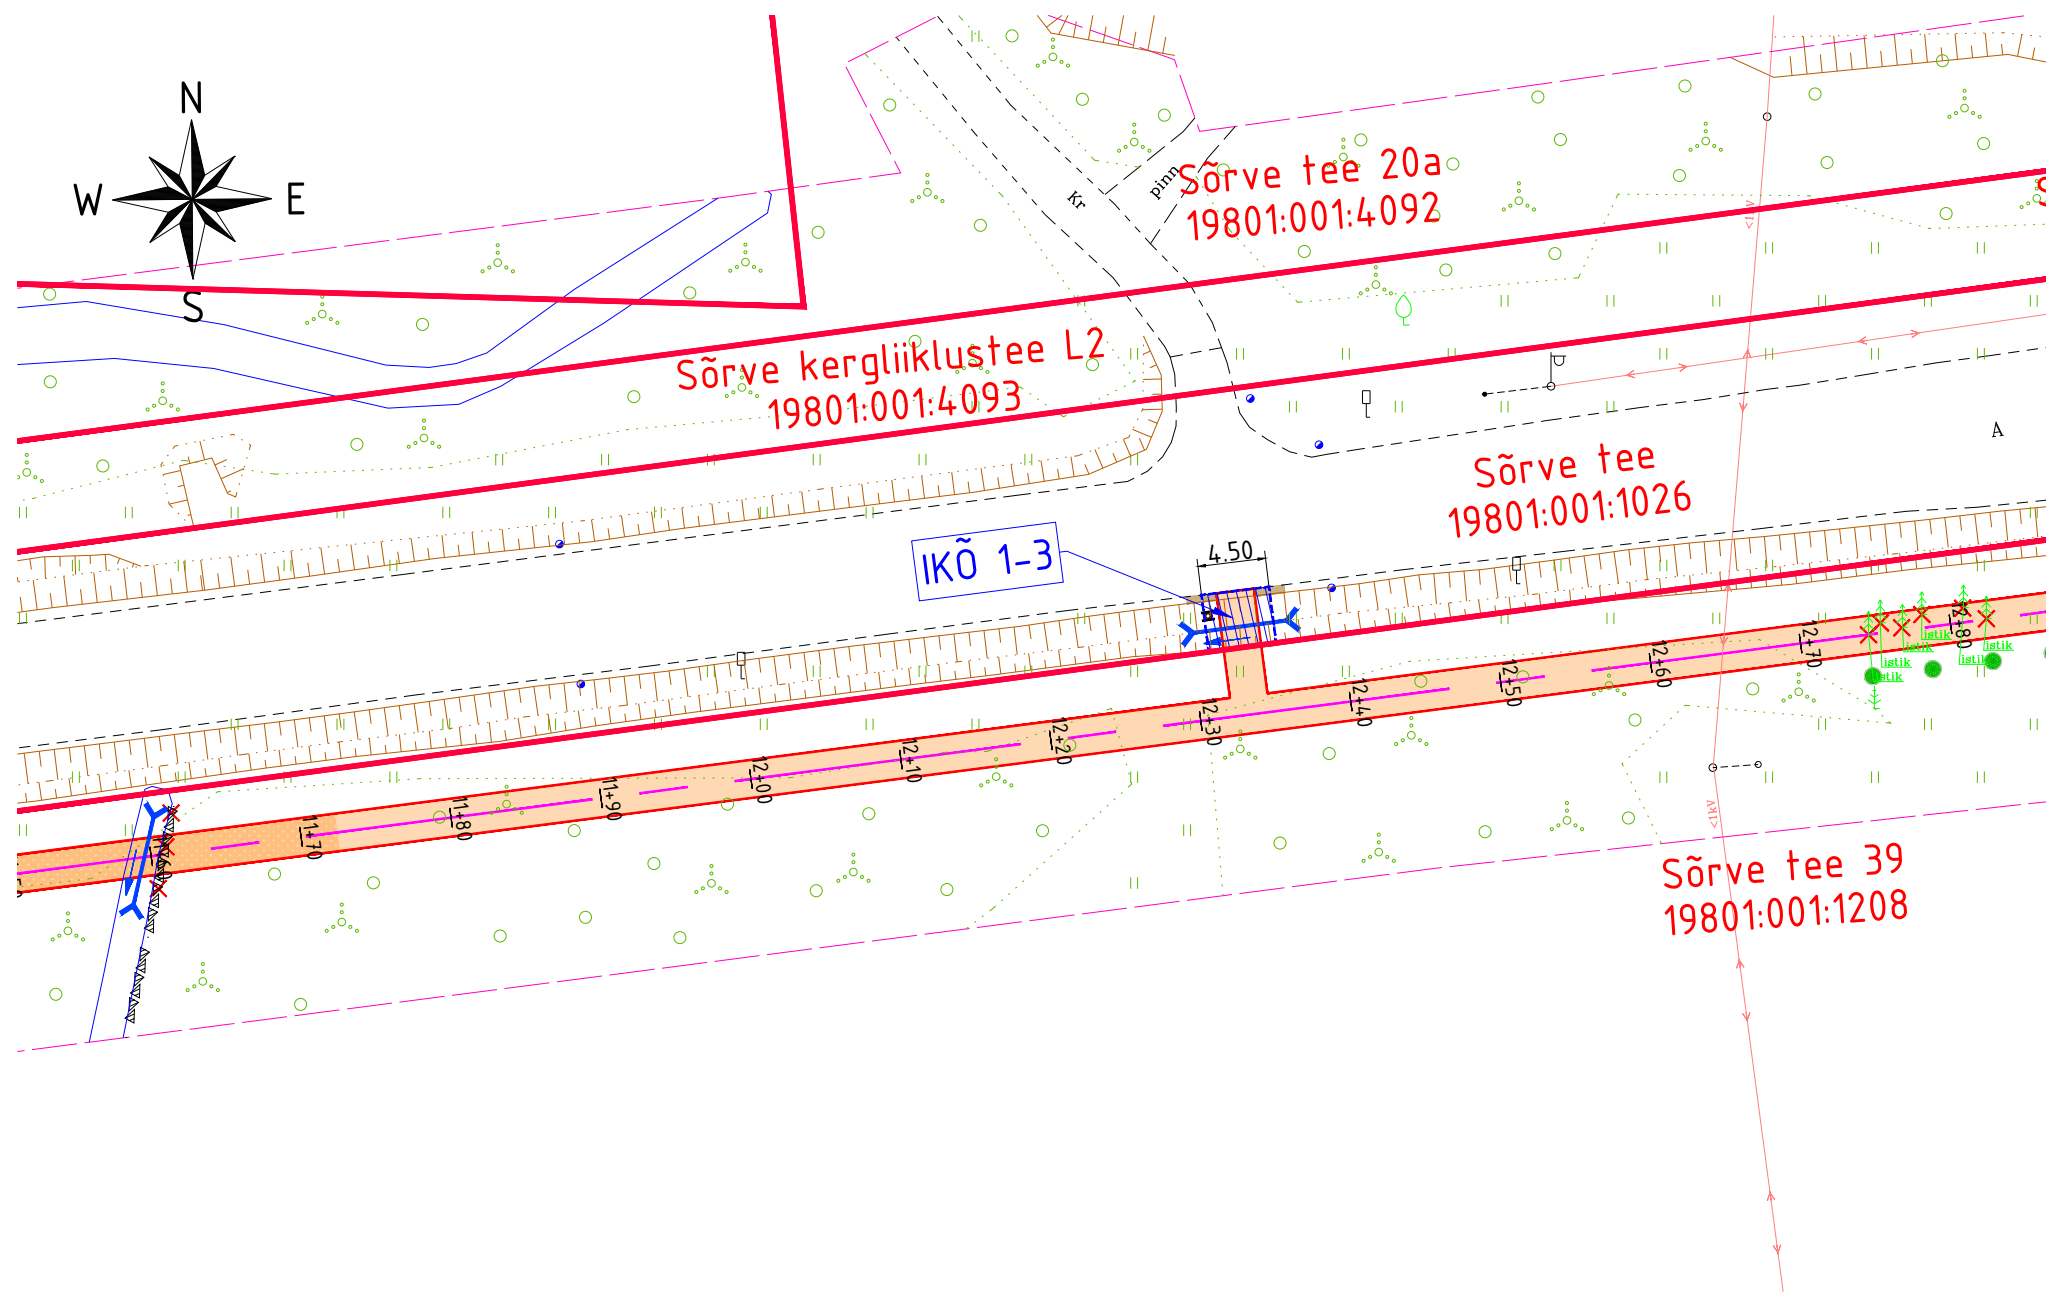 N
W
E
S
Kr
pinn
Sõrve tee 20a
19801:001:4092
<1kV
Sõrve kergliiklustee L2
19801:001:4093
A
Sõrve tee
19801:001:1026
IKÕ 1-3
4.50
11+70
11+80
11+90
12+00
12+10
12+20
12+30
12+40
12+50
12+60
12+70
12+80
istik
istik
istik
istik
istik
istik
<1kV
Sõrve tee 39
19801:001:1208